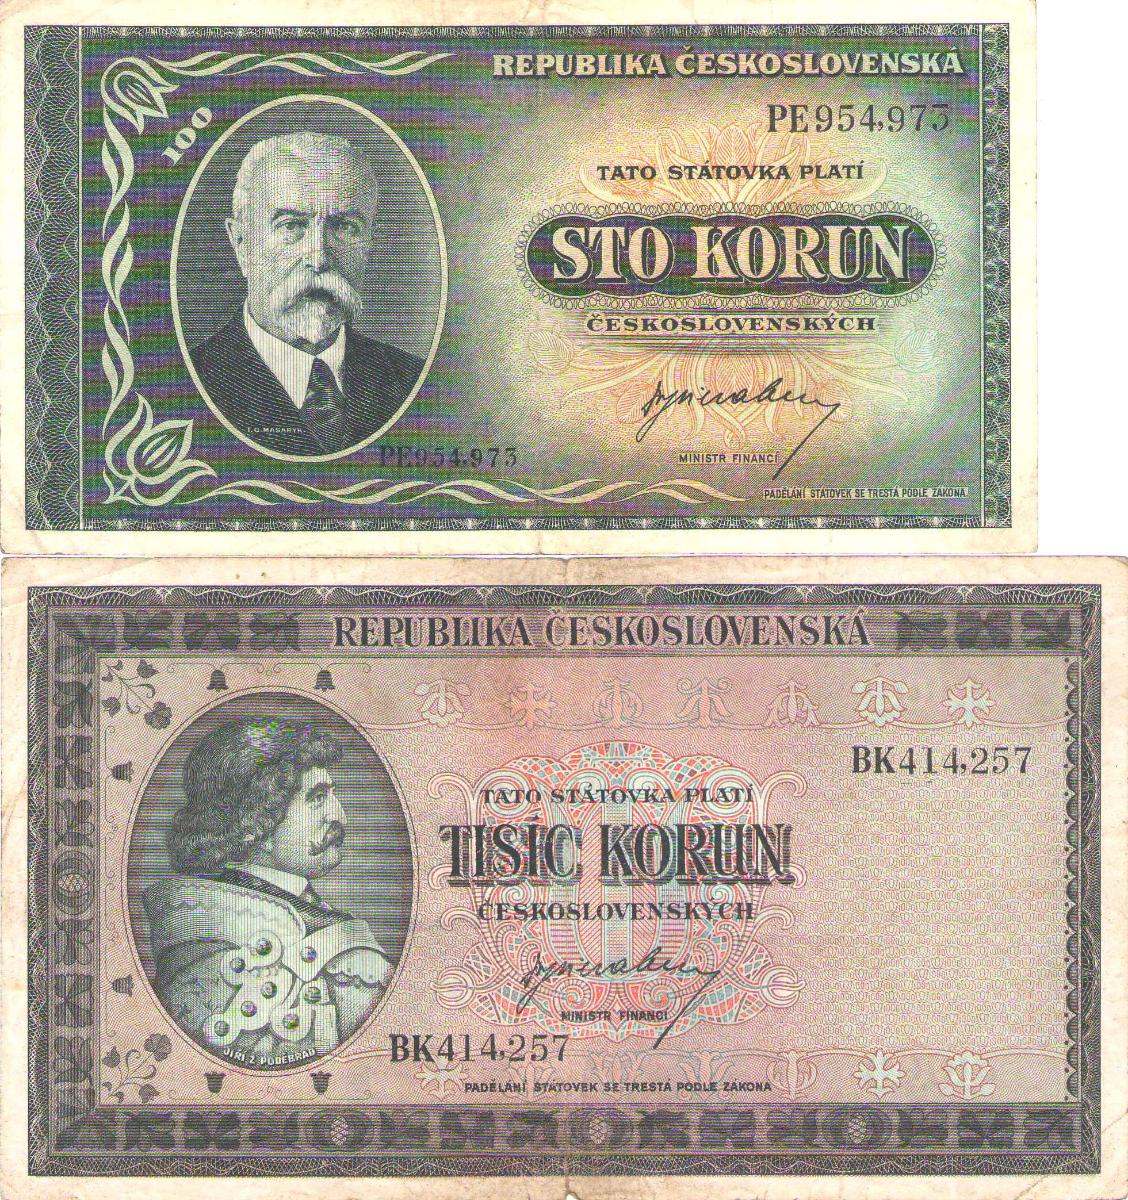 REPUBLIKA ČESKOSLOVENSKÁ
PE954,973
100
TATO STÁTOVKA PLATÍ
STO KORUN
ČESKOSLOVENSKÝCH
MINISTR FINANCÍ
T. G. MASARYK.
PE954,973
PADĚLÁNÍ STÁTOVEK SE TRESTÁ PODLE ZÁKONA.
REPUBLIKA ČESKOSLOVENSKÁ
BK414,257
TATO STÁTOVKA PLATÍ
TISÍC KORUN
ČESKOSLOVENSKÝCH
MINISTR FINANCÍ
JIŘÍ Z PODĚBRAD
BK414,257
PADĚLÁNÍ STÁTOVEK SE TRESTÁ PODLE ZÁKONA